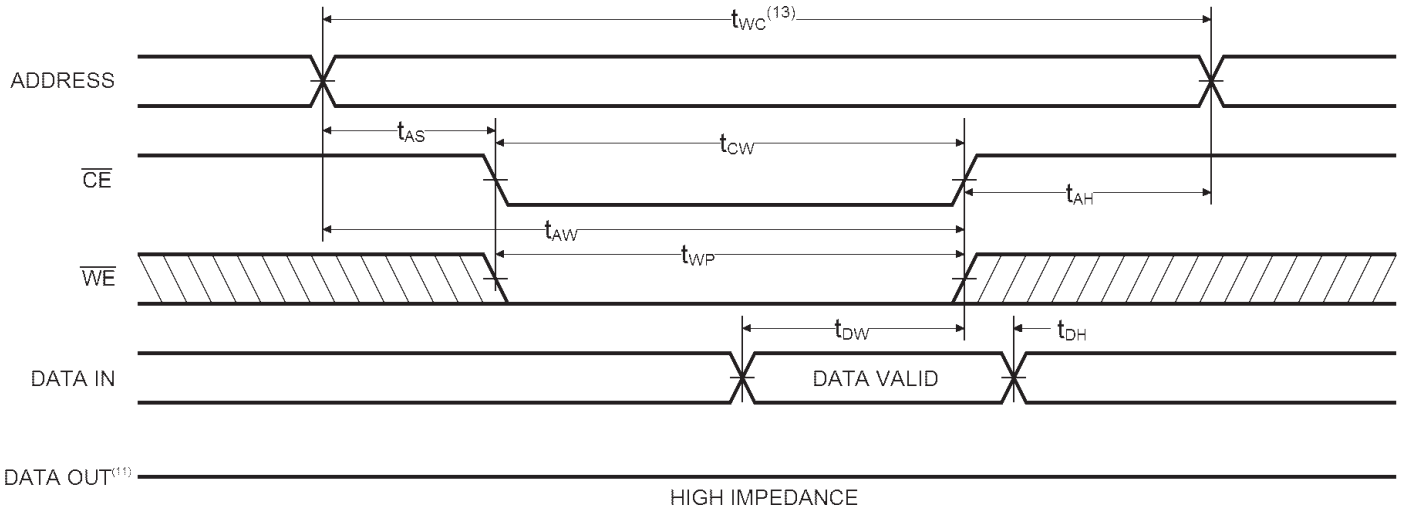 tWC(13)
ADDRESS
tAS
tCW
CE
tAH
tAW
WE
tWP
tDW
tDH
DATA IN
DATA VALID
DATA OUT(11)
HIGH IMPEDANCE